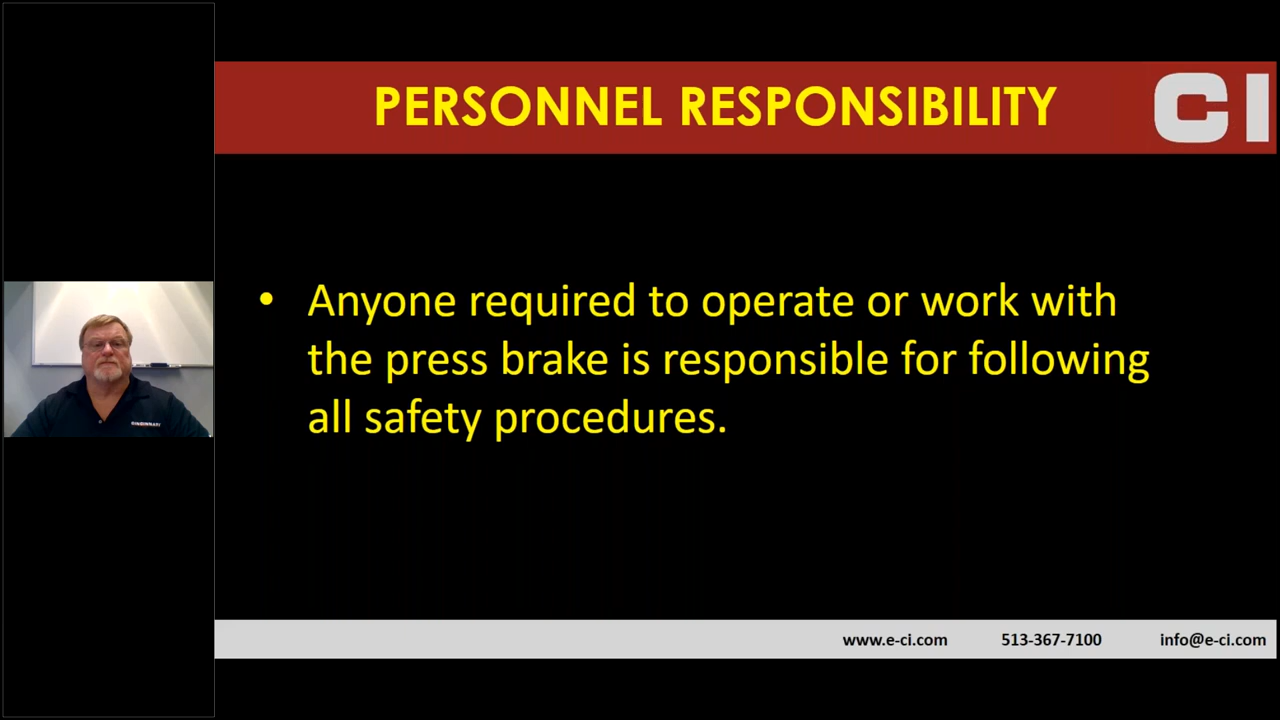 PERSONNEL RESPONSIBILITY
CI
• Anyone required to operate or work with
the press brake is responsible for following
all safety procedures.
CINCINNATI
www.e-ci.com 513-367-7100 info@e-ci.com